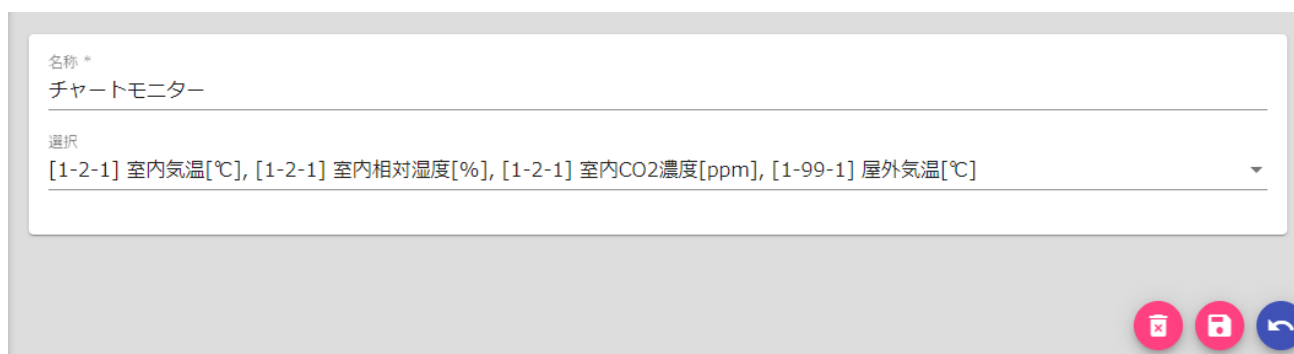 名称 *
チャートモニター
選択
[1-2-1] 室内気温[℃], [1-2-1] 室内相対湿度[%], [1-2-1] 室内CO2濃度[ppm], [1-99-1] 屋外気温[℃]